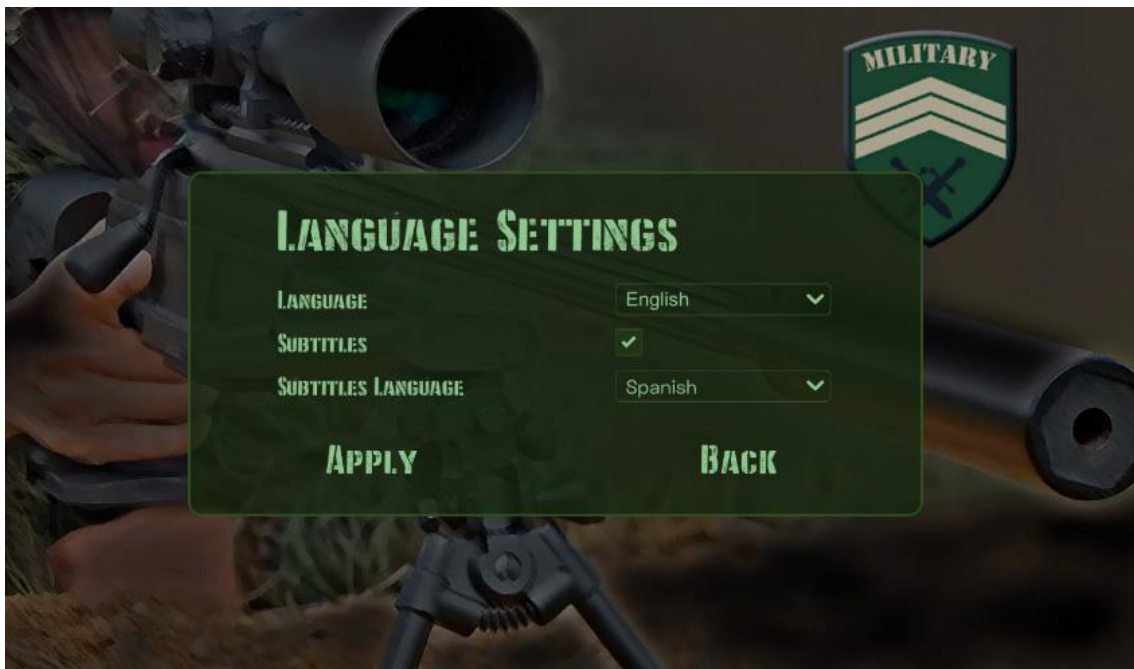 MILITARY
LANGUAGE SETTINGS
LANGUAGE English
SUBTITLES
SUBTITLES LANGUAGE Spanish
APPLY BACK